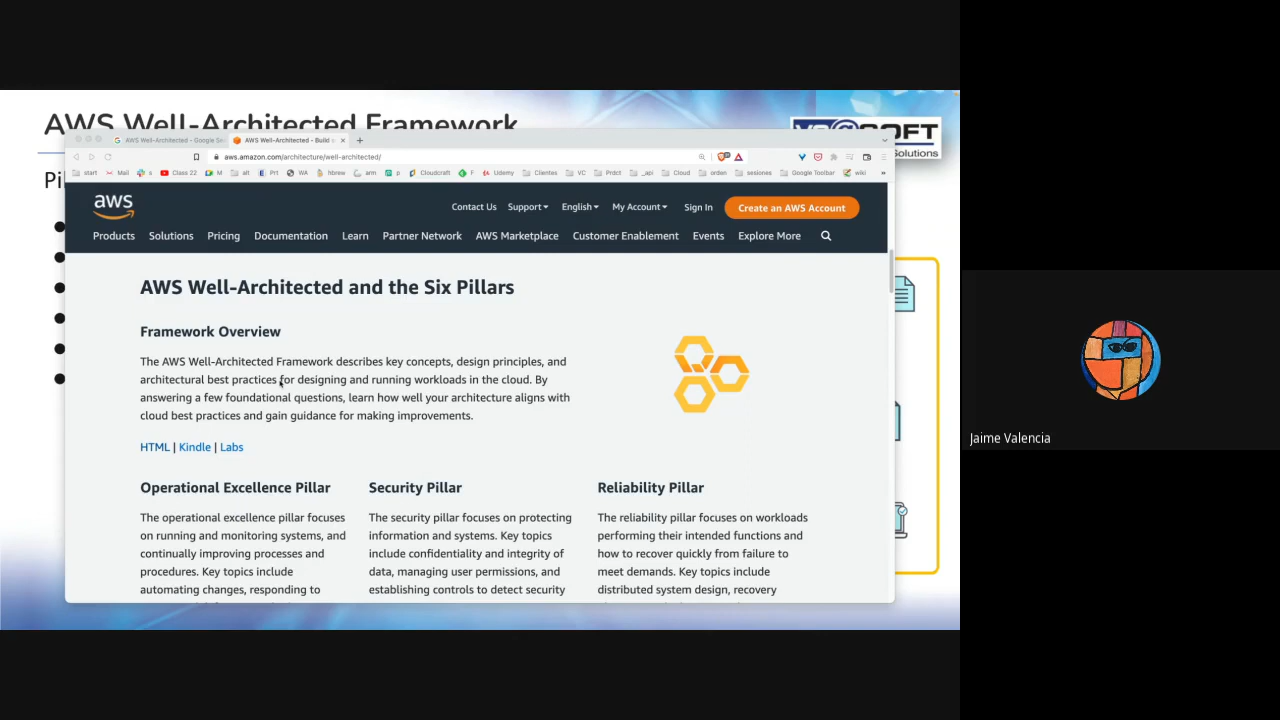 AWS Well-Architected Framework
AWS Well-Architected - Google Se
AWS Well-Architected - Build
aws.amazon.com/architecture/well-architected/
start Mail s Class 22 M alt Prt WA hbrew arm p Cloudcraft F Udemy Clientes VC Prdct _api Cloud orden sesiones Google Toolbar wiki »
SOFT
Solutions
aws
Contact Us Support English My Account Sign In Create an AWS Account
Products Solutions Pricing Documentation Learn Partner Network AWS Marketplace Customer Enablement Events Explore More
AWS Well-Architected and the Six Pillars
Framework Overview
The AWS Well-Architected Framework describes key concepts, design principles, and
architectural best practices for designing and running workloads in the cloud. By
answering a few foundational questions, learn how well your architecture aligns with
cloud best practices and gain guidance for making improvements.
HTML | Kindle | Labs
Operational Excellence Pillar
The operational excellence pillar focuses
on running and monitoring systems, and
continually improving processes and
procedures. Key topics include
automating changes, responding to
Security Pillar
The security pillar focuses on protecting
information and systems. Key topics
include confidentiality and integrity of
data, managing user permissions, and
establishing controls to detect security
Reliability Pillar
The reliability pillar focuses on workloads
performing their intended functions and
how to recover quickly from failure to
meet demands. Key topics include
distributed system design, recovery
Jaime Valencia